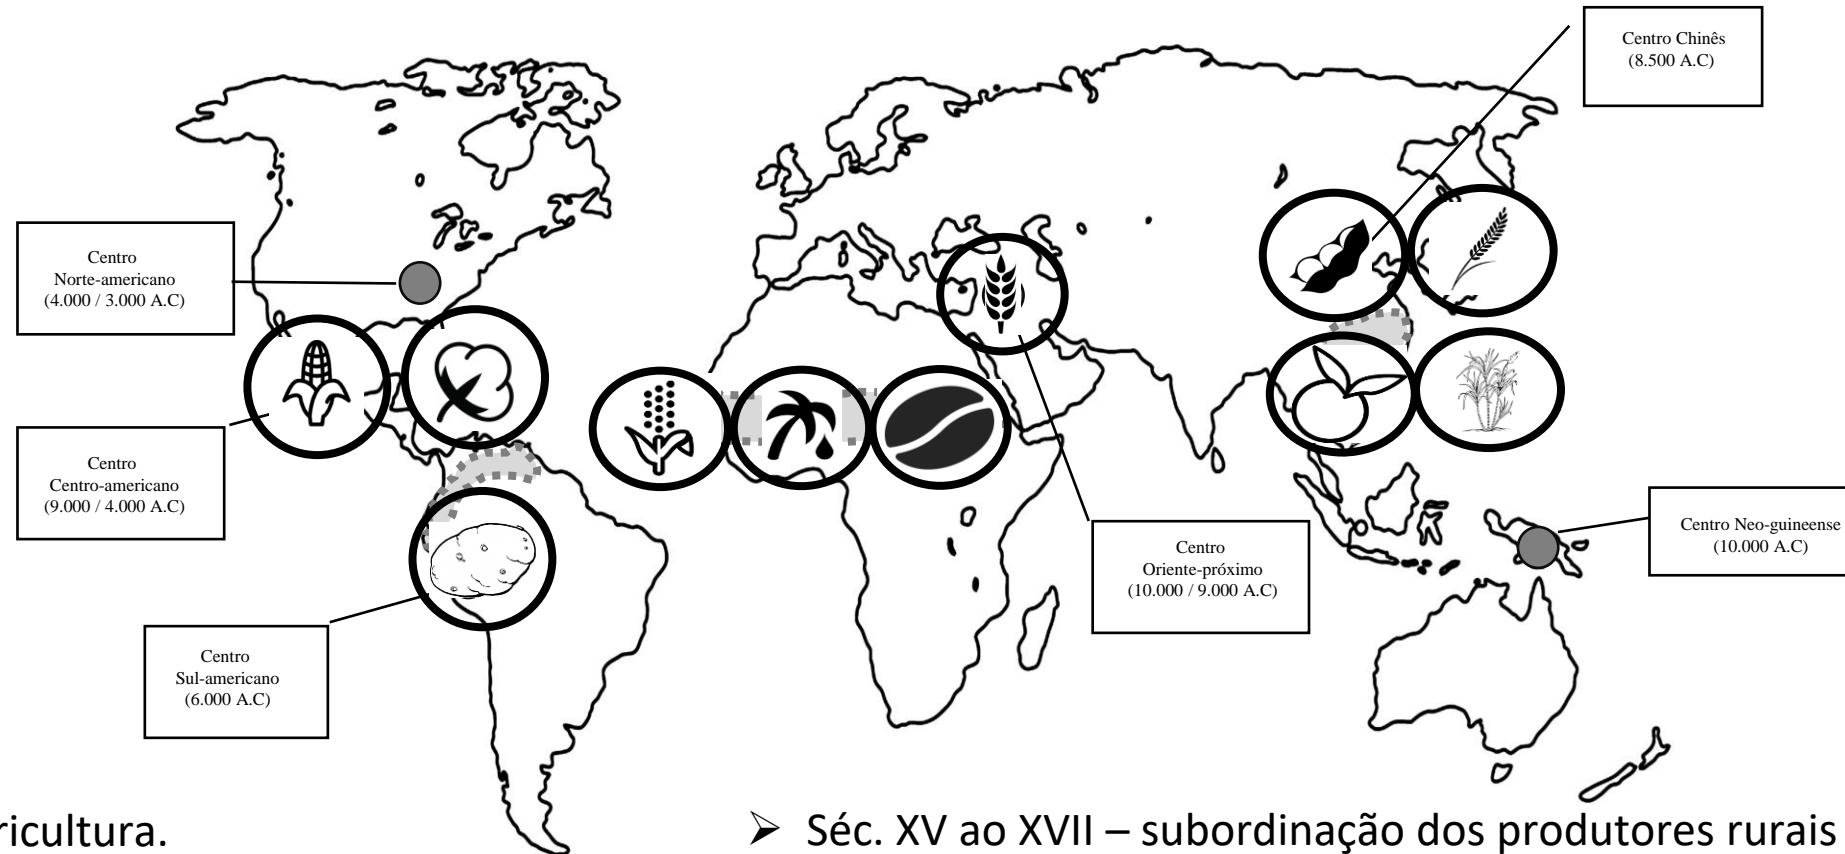 Centro Chinês
(8.500 A.C)
Centro
Norte-americano
(4.000 / 3.000 A.C)
Centro
Centro-americano
(9.000 / 4.000 A.C)
Centro Neo-guineense
(10.000 A.C)
Centro
Oriente-próximo
(10.000 / 9.000 A.C)
Centro
Sul-americano
(6.000 A.C)
ricultura.
➢ Séc. XV ao XVII – subordinação dos produtores rurais